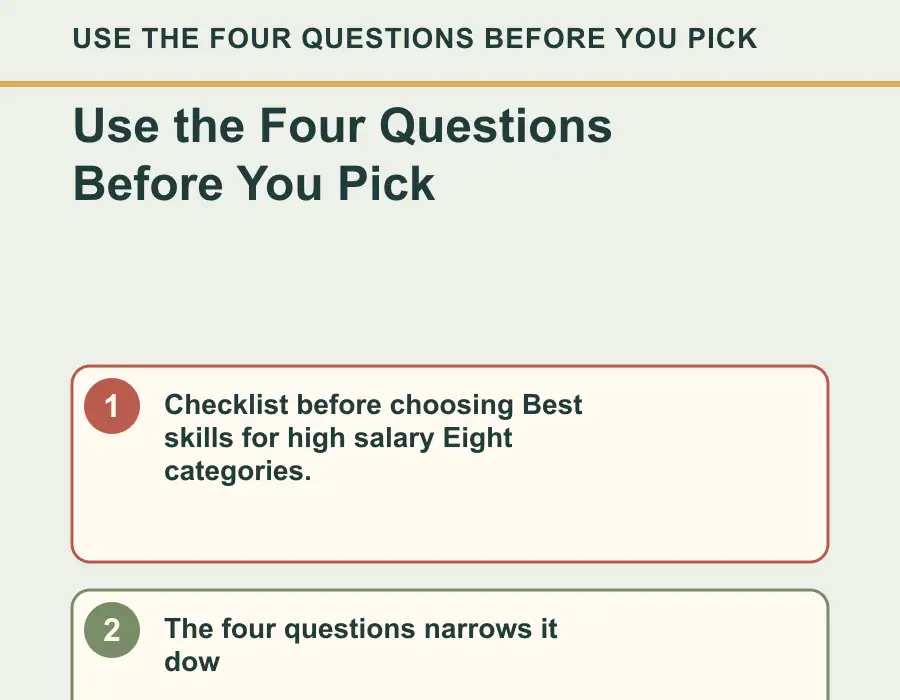 USE THE FOUR QUESTIONS BEFORE YOU PICK
Use the Four Questions
Before You Pick
1
Checklist before choosing Best
skills for high salary Eight
categories.
2
The four questions narrows it
dow